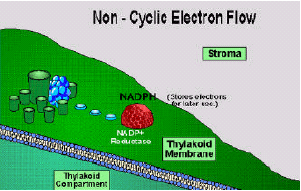 Non - Cyclic Electron Flow
Stroma
NADPH
(Stores electrons
for later use.)
NADP+
Reductase
Thylakoid
Membrane
Thylakoid
Compartment